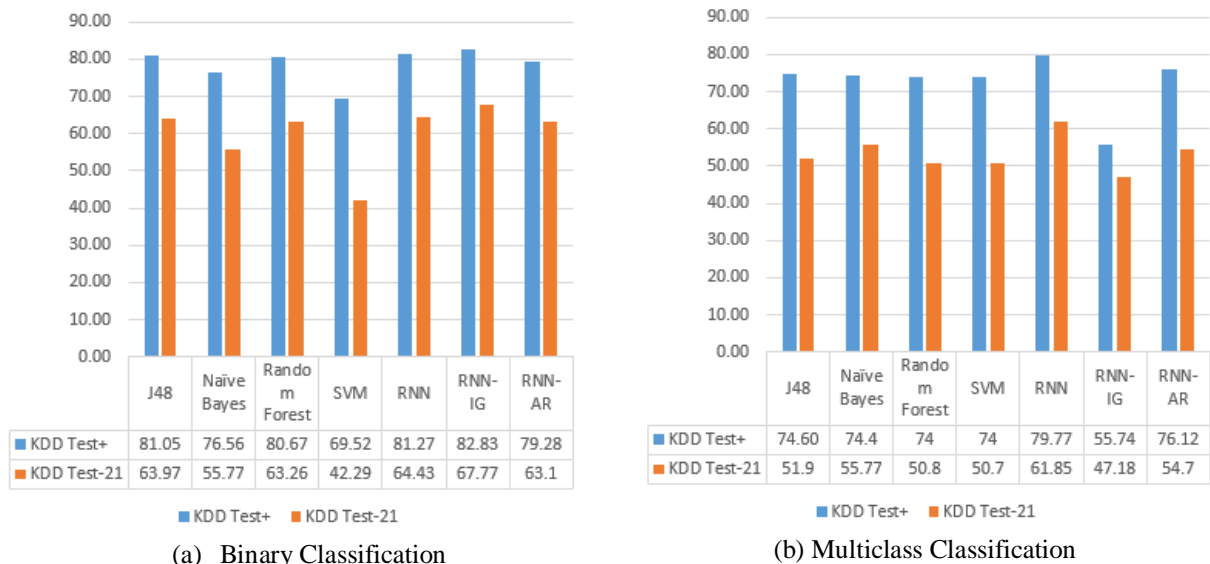 90.00
80.00
70.00
60.00
50.00
40.00
30.00
20.00
10.00
0.00
J48
Naïve
Bayes
Rando
m
Forest
SVM
RNN
RNN-
IG
RNN-
AR
KDD Test+ 81.05 76.56 80.67 69.52 81.27 82.83 79.28
KDD Test-21 63.97 55.77 63.26 42.29 64.43 67.77 63.1
KDD Test+ KDD Test-21
(a) Binary Classification
90.00
80.00
70.00
60.00
50.00
40.00
30.00
20.00
10.00
0.00
J48
Naïve
Bayes
Rando
m
Forest
SVM
RNN
RNN-
IG
RNN-
AR
KDD Test+ 74.60 74.4 74 74 79.77 55.74 76.12
KDD Test-21 51.9 55.77 50.8 50.7 61.85 47.18 54.7
KDD Test+ KDD Test-21
(b) Multiclass Classification